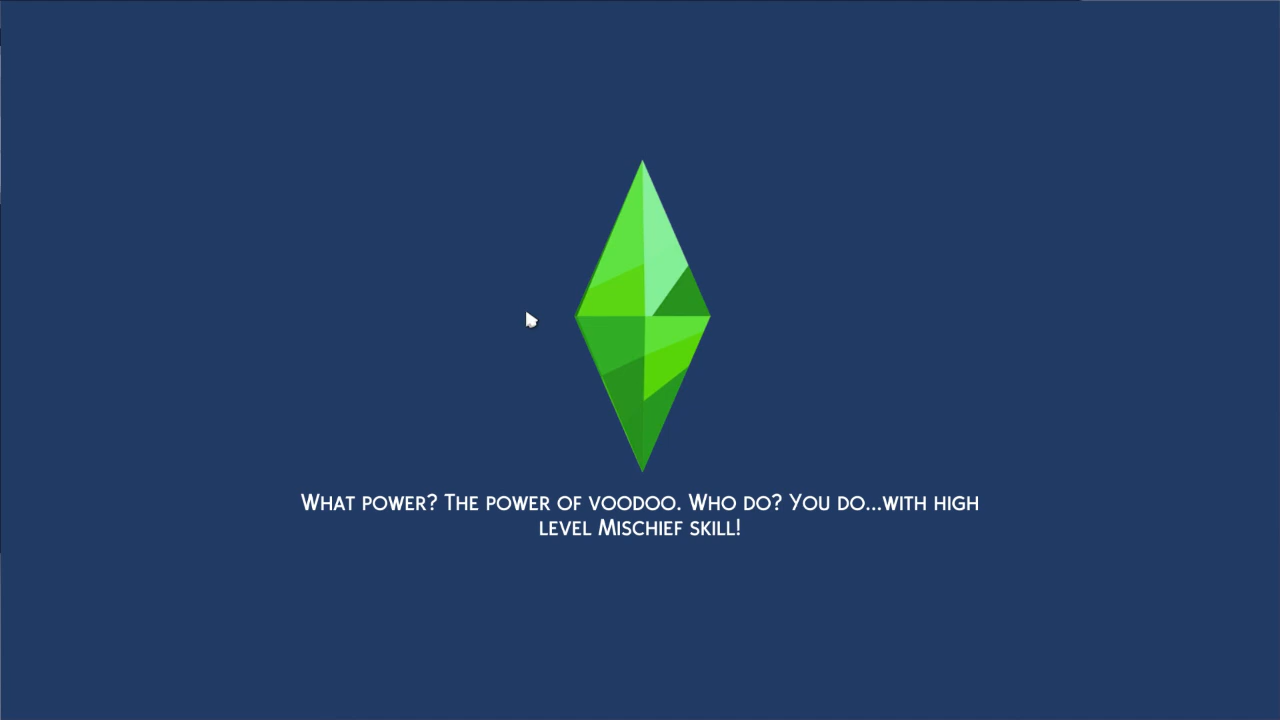 What power? The power of voodoo. Who do? You do...with high
level Mischief skill!